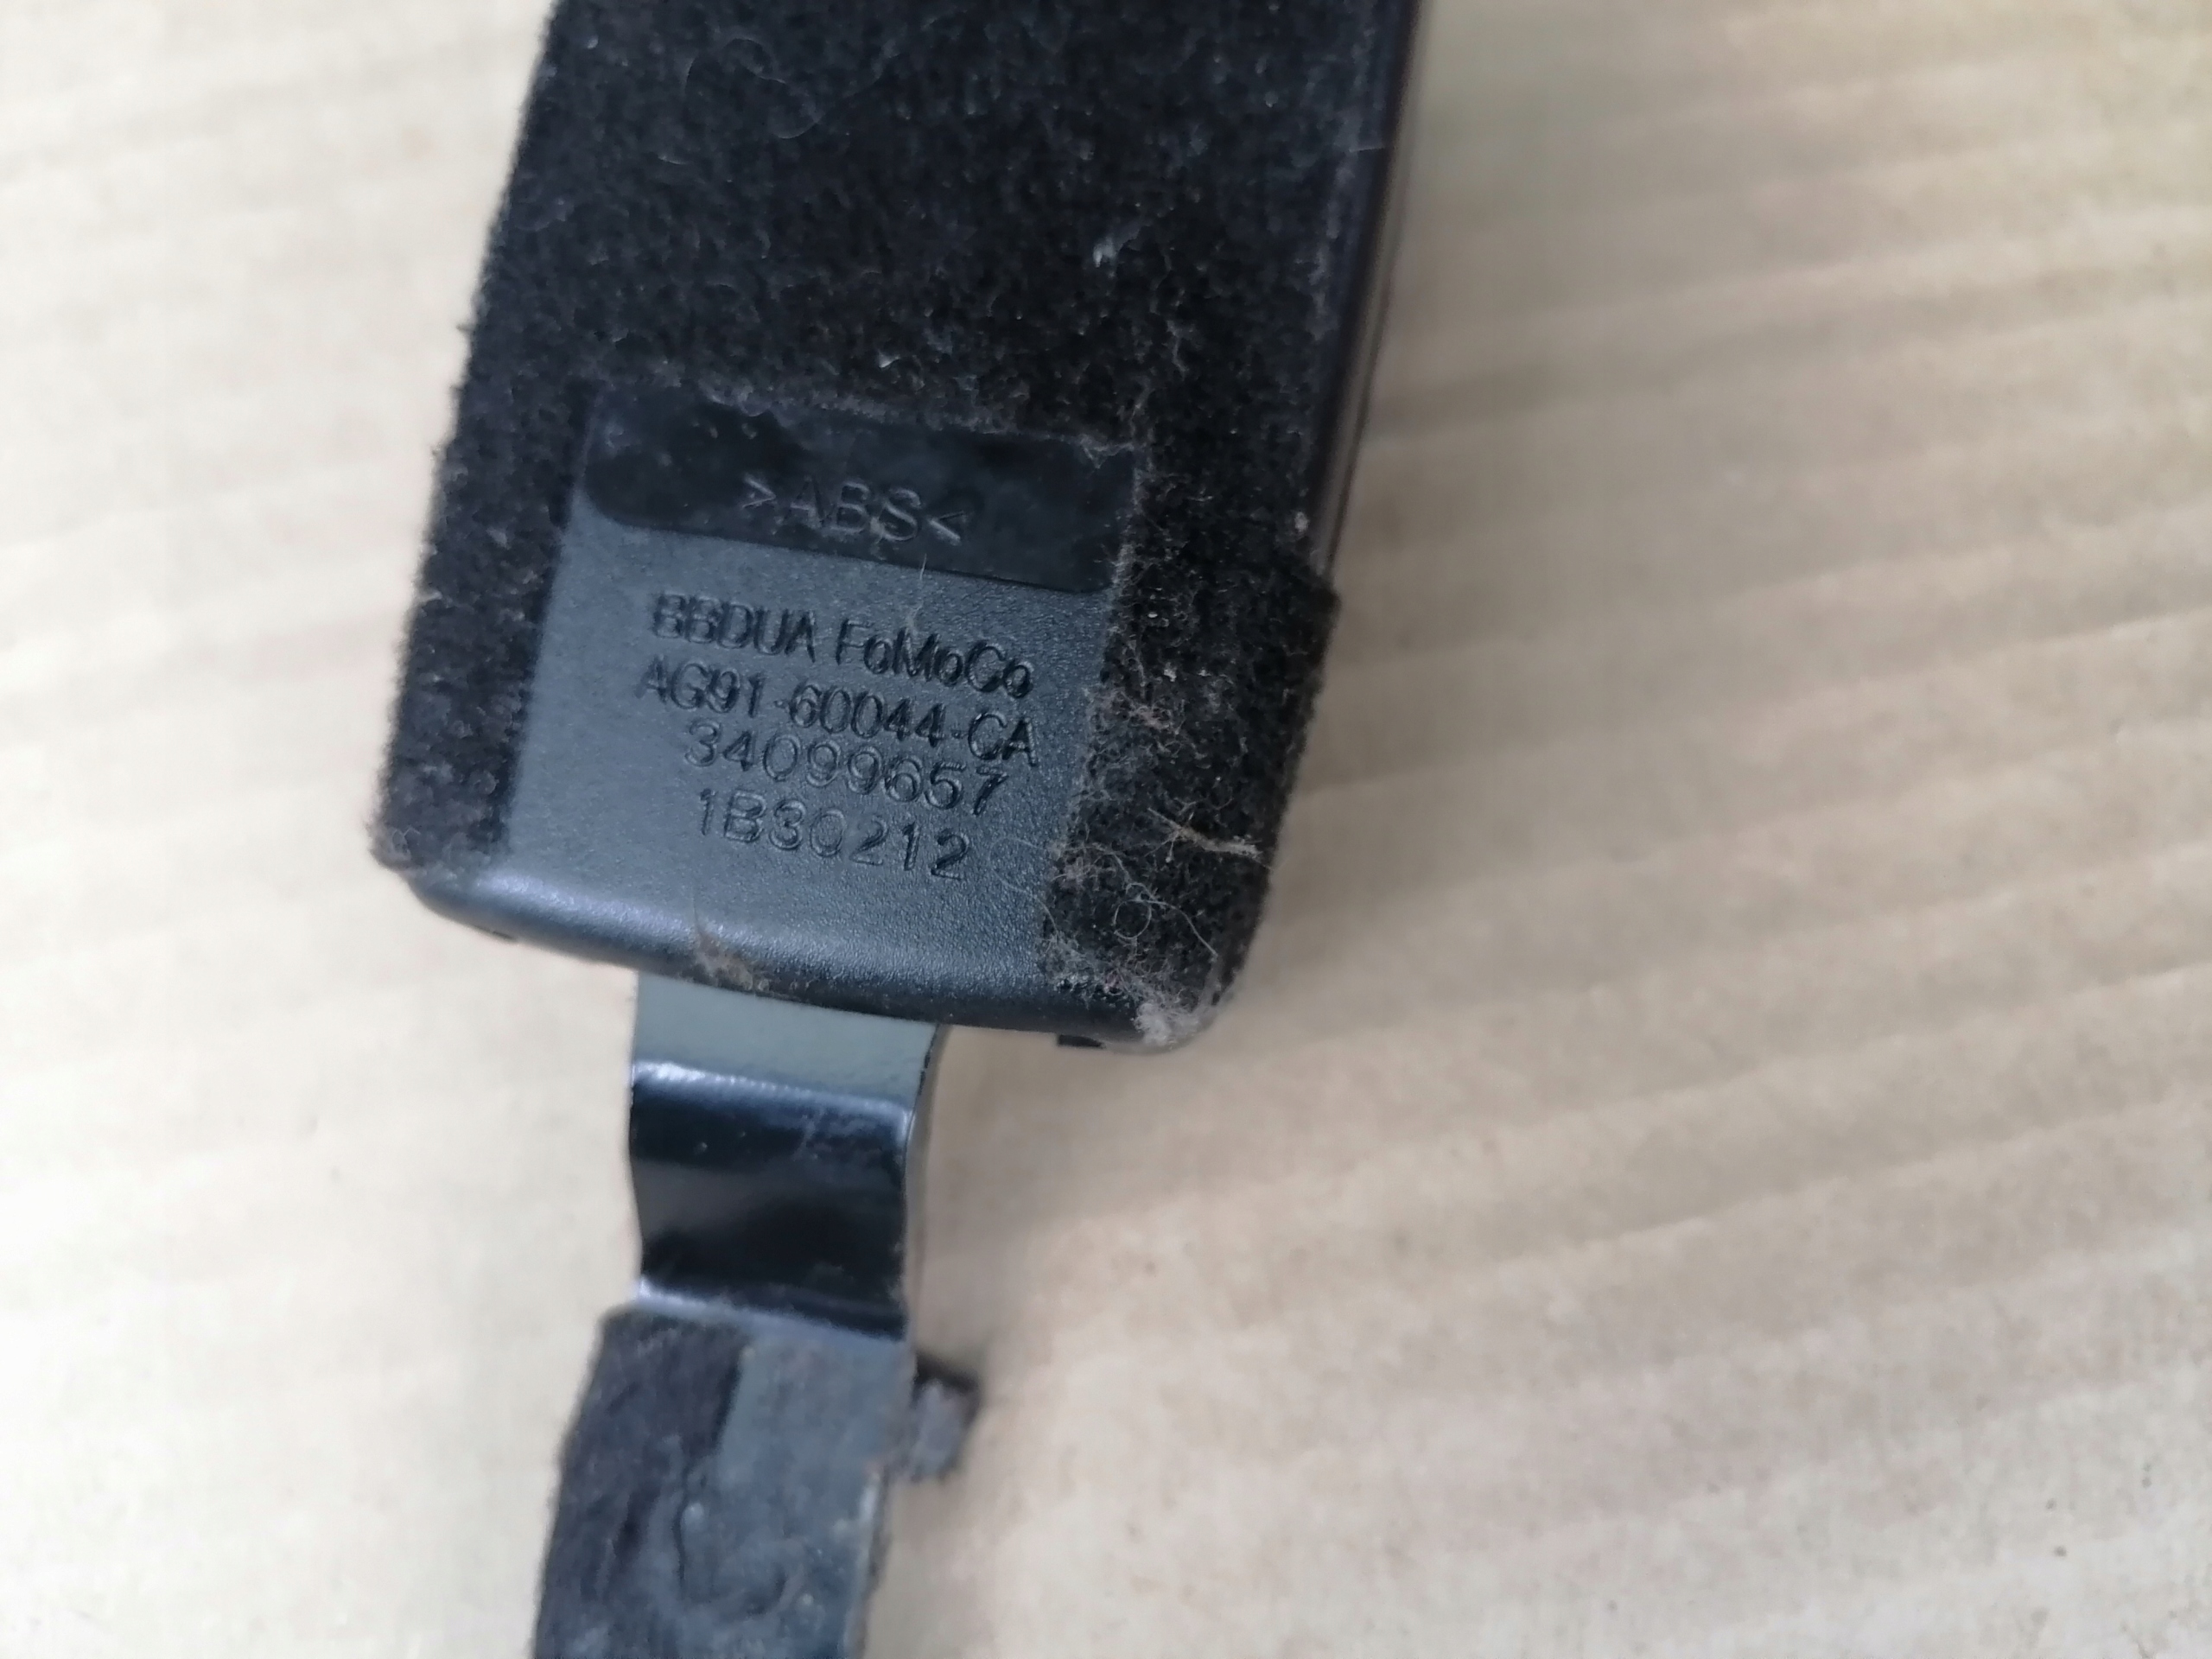 >ABS<
BBDUA FoMoCo
AG91-60044-CA
34099657
1B30212